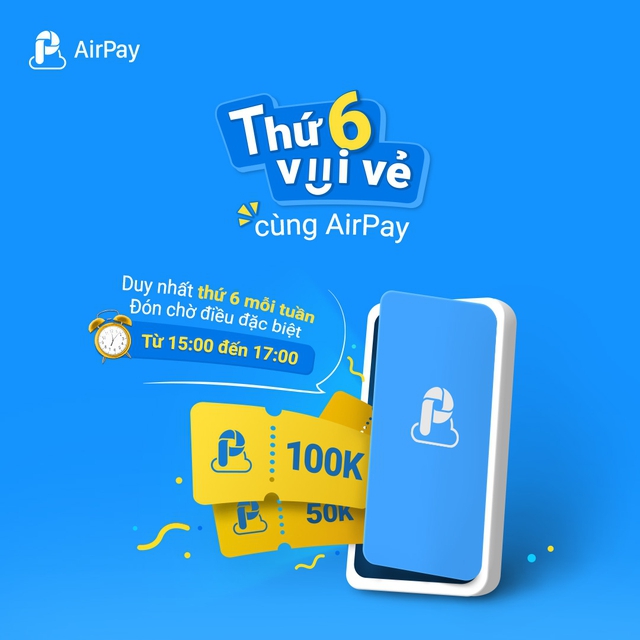 AirPay
Thứ 6
vui vẻ
cùng AirPay
Duy nhất thứ 6 mỗi tuần
Đón chờ điều đặc biệt
Từ 15:00 đến 17:00
100K
50K